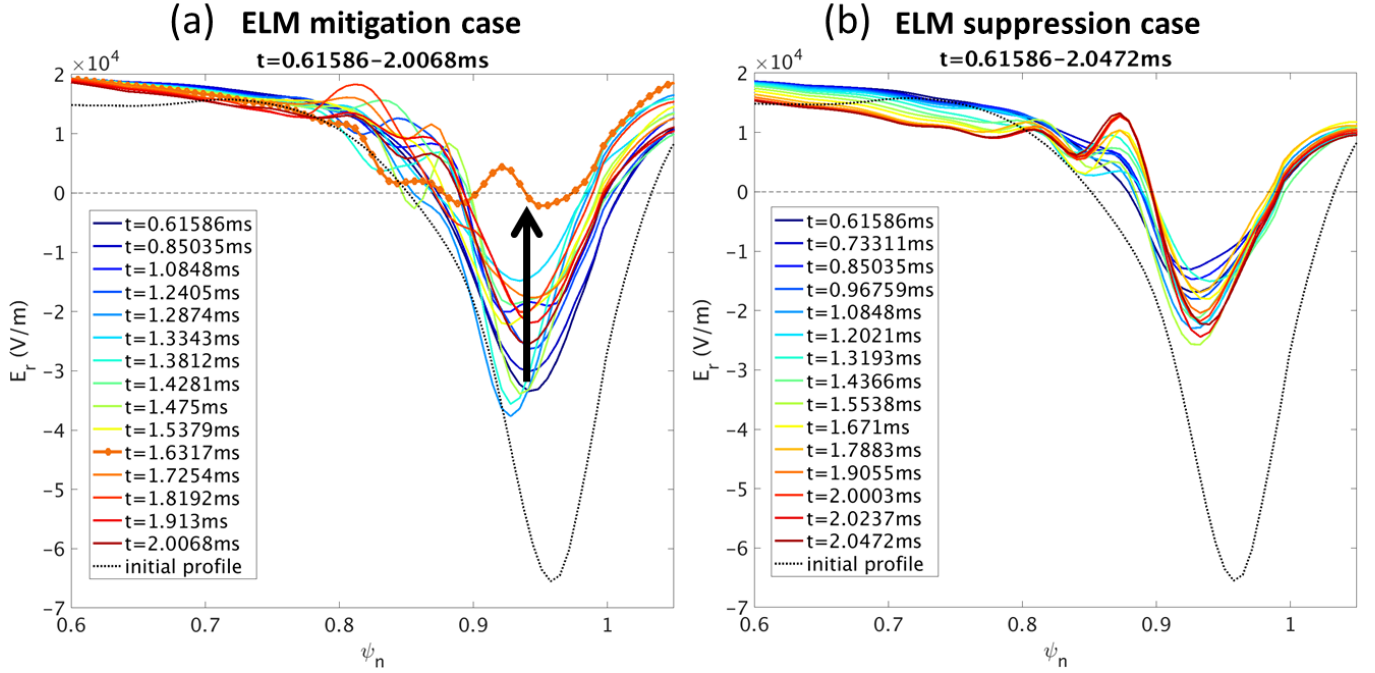 (a) ELM mitigation case
t=0.61586-2.0068ms
×10⁴
2
1
0
-1
-2
-3
-4
-5
-6
-7
E_r (V/m)
t=0.61586ms
t=0.85035ms
t=1.0848ms
t=1.2405ms
t=1.2874ms
t=1.3343ms
t=1.3812ms
t=1.4281ms
t=1.475ms
t=1.5379ms
t=1.6317ms
t=1.7254ms
t=1.8192ms
t=1.913ms
t=2.0068ms
initial profile
0.6 0.7 0.8 0.9 1
ψ_n
(b) ELM suppression case
t=0.61586-2.0472ms
×10⁴
2
1
0
-1
-2
-3
-4
-5
-6
-7
E_r (V/m)
t=0.61586ms
t=0.73311ms
t=0.85035ms
t=0.96759ms
t=1.0848ms
t=1.2021ms
t=1.3193ms
t=1.4366ms
t=1.5538ms
t=1.671ms
t=1.7883ms
t=1.9055ms
t=2.0003ms
t=2.0237ms
t=2.0472ms
initial profile
0.6 0.7 0.8 0.9 1
ψ_n